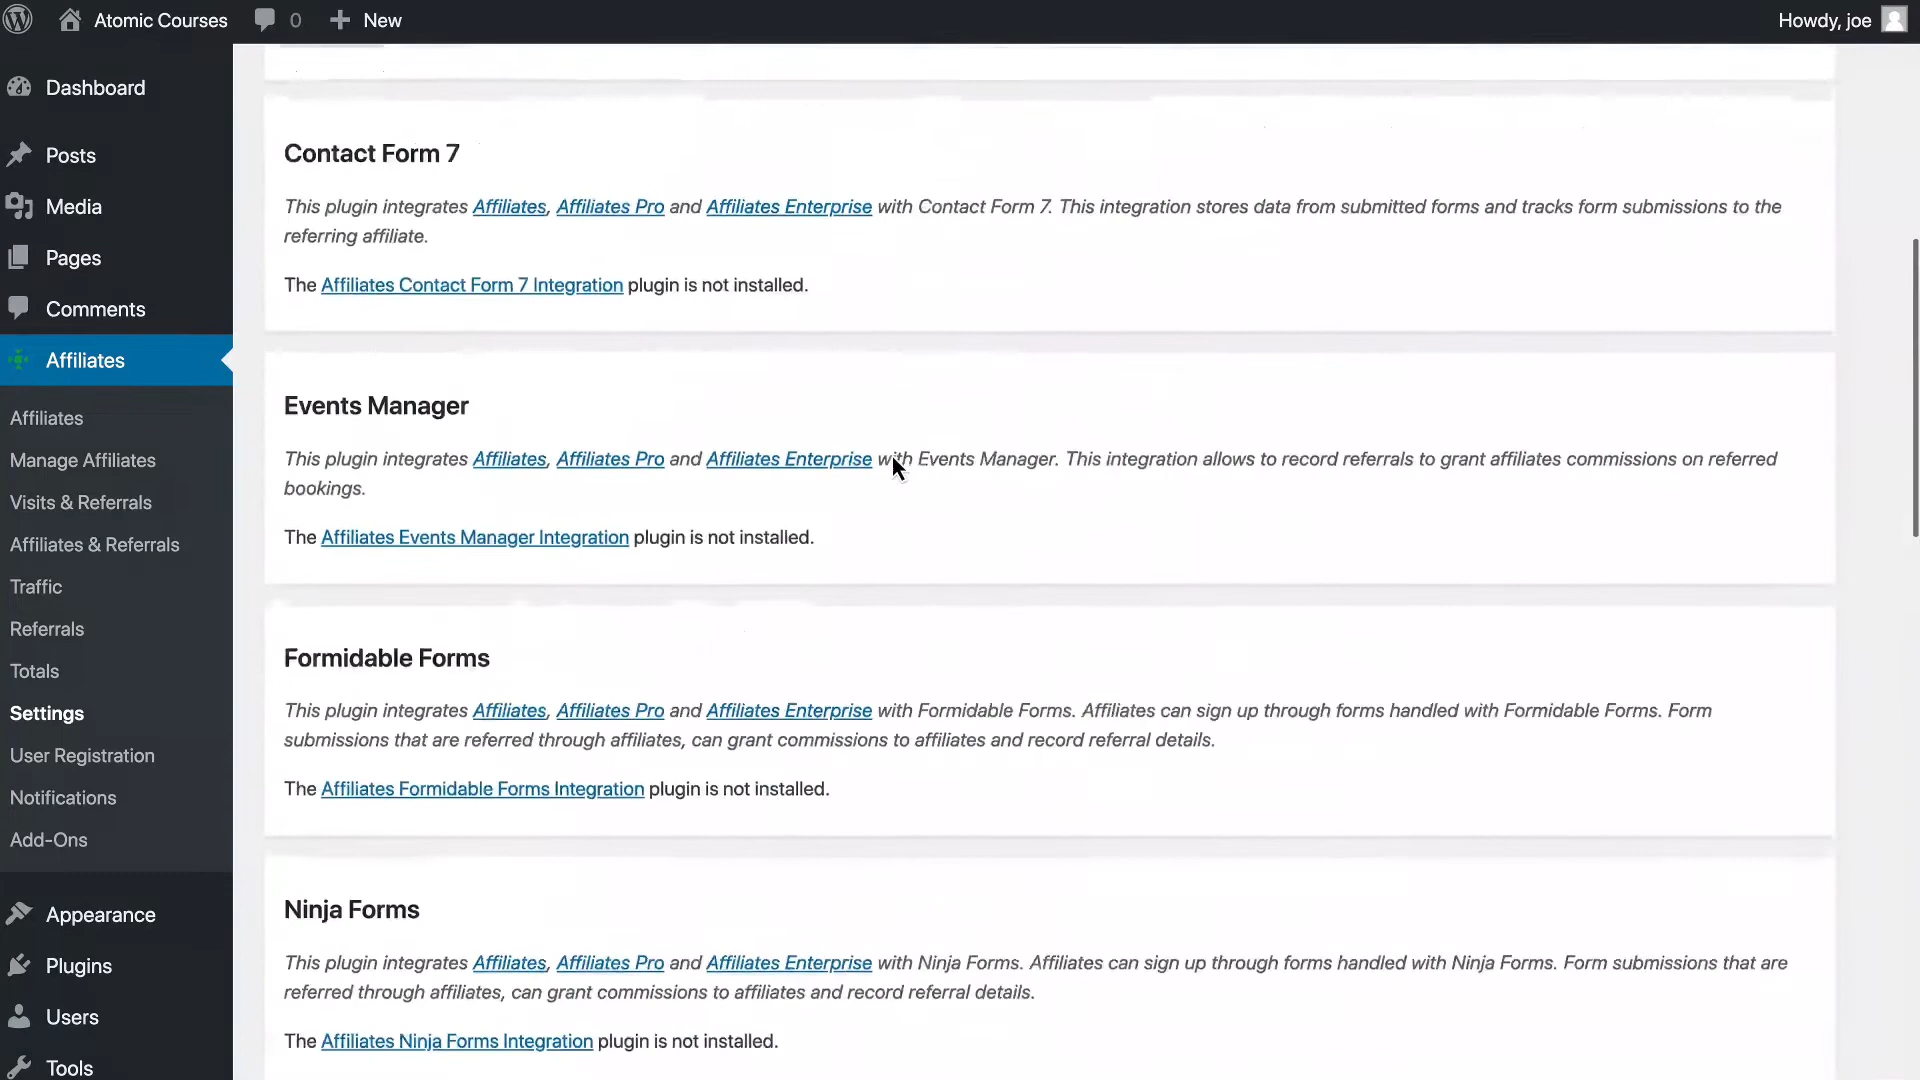 Atomic Courses 0 New Howdy, joe
Dashboard
Posts
Media
Pages
Comments
Affiliates
Affiliates
Manage Affiliates
Visits & Referrals
Affiliates & Referrals
Traffic
Referrals
Totals
Settings
User Registration
Notifications
Add-Ons
Appearance
Plugins
Users
Tools
Contact Form 7
This plugin integrates Affiliates, Affiliates Pro and Affiliates Enterprise with Contact Form 7. This integration stores data from submitted forms and tracks form submissions to the
referring affiliate.
The Affiliates Contact Form 7 Integration plugin is not installed.
Events Manager
This plugin integrates Affiliates, Affiliates Pro and Affiliates Enterprise with Events Manager. This integration allows to record referrals to grant affiliates commissions on referred
bookings.
The Affiliates Events Manager Integration plugin is not installed.
Formidable Forms
This plugin integrates Affiliates, Affiliates Pro and Affiliates Enterprise with Formidable Forms. Affiliates can sign up through forms handled with Formidable Forms. Form
submissions that are referred through affiliates, can grant commissions to affiliates and record referral details.
The Affiliates Formidable Forms Integration plugin is not installed.
Ninja Forms
This plugin integrates Affiliates, Affiliates Pro and Affiliates Enterprise with Ninja Forms. Affiliates can sign up through forms handled with Ninja Forms. Form submissions that are
referred through affiliates, can grant commissions to affiliates and record referral details.
The Affiliates Ninja Forms Integration plugin is not installed.